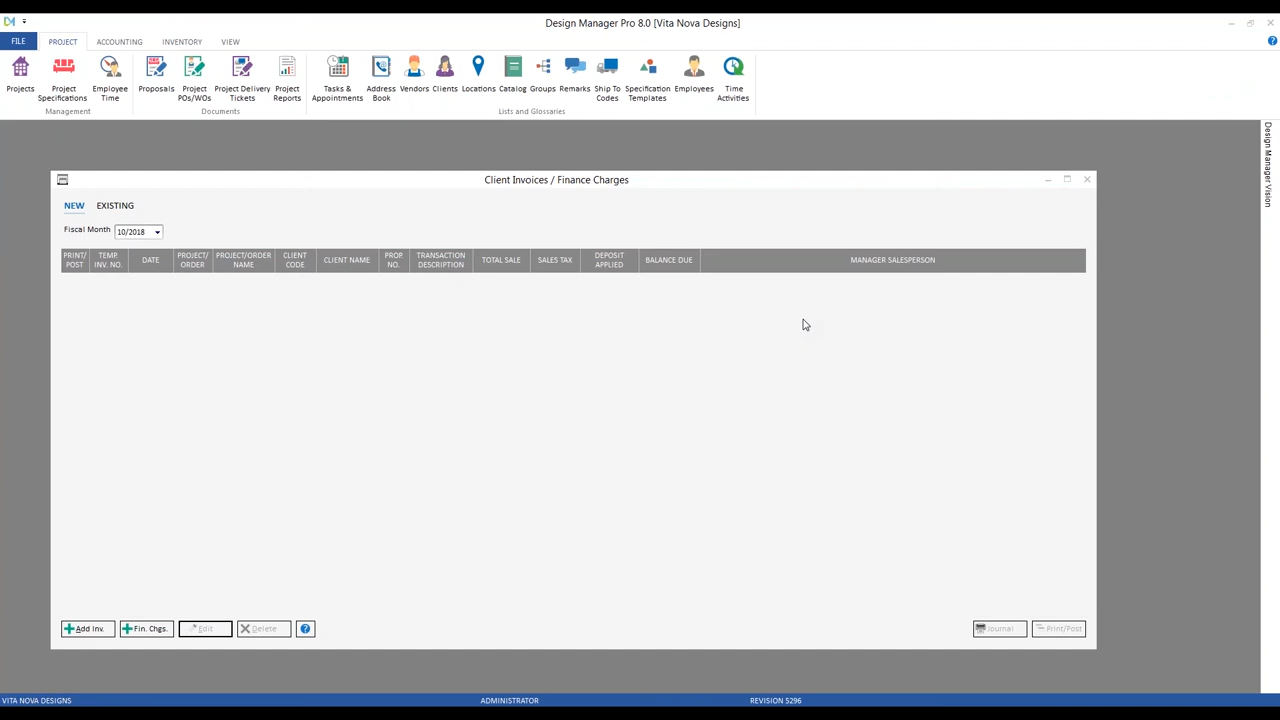 Design Manager Pro 8.0 [Vita Nova Designs]
FILE PROJECT ACCOUNTING INVENTORY VIEW
Projects
Project Specifications
Employee Time
Proposals
Project POs/WOs
Project Delivery Tickets
Project Reports
Tasks & Appointments
Address Book
Vendors
Clients
Locations
Catalog
Groups
Remarks
Ship To Codes
Specification Templates
Employees
Time Activities
Management
Documents
Lists and Glossaries
Design Manager Vision
Client Invoices / Finance Charges
NEW EXISTING
Fiscal Month 10/2018
PRINT/ POST
TEMP. INV. NO.
DATE
PROJECT/ ORDER
PROJECT/ORDER NAME
CLIENT CODE
CLIENT NAME
PROP. NO.
TRANSACTION DESCRIPTION
TOTAL SALE
SALES TAX
DEPOSIT APPLIED
BALANCE DUE
MANAGER SALESPERSON
Add Inv. Fin. Chgs. Edit Delete ? Journal Print/Post
VITA NOVA DESIGNS ADMINISTRATOR REVISION 5296